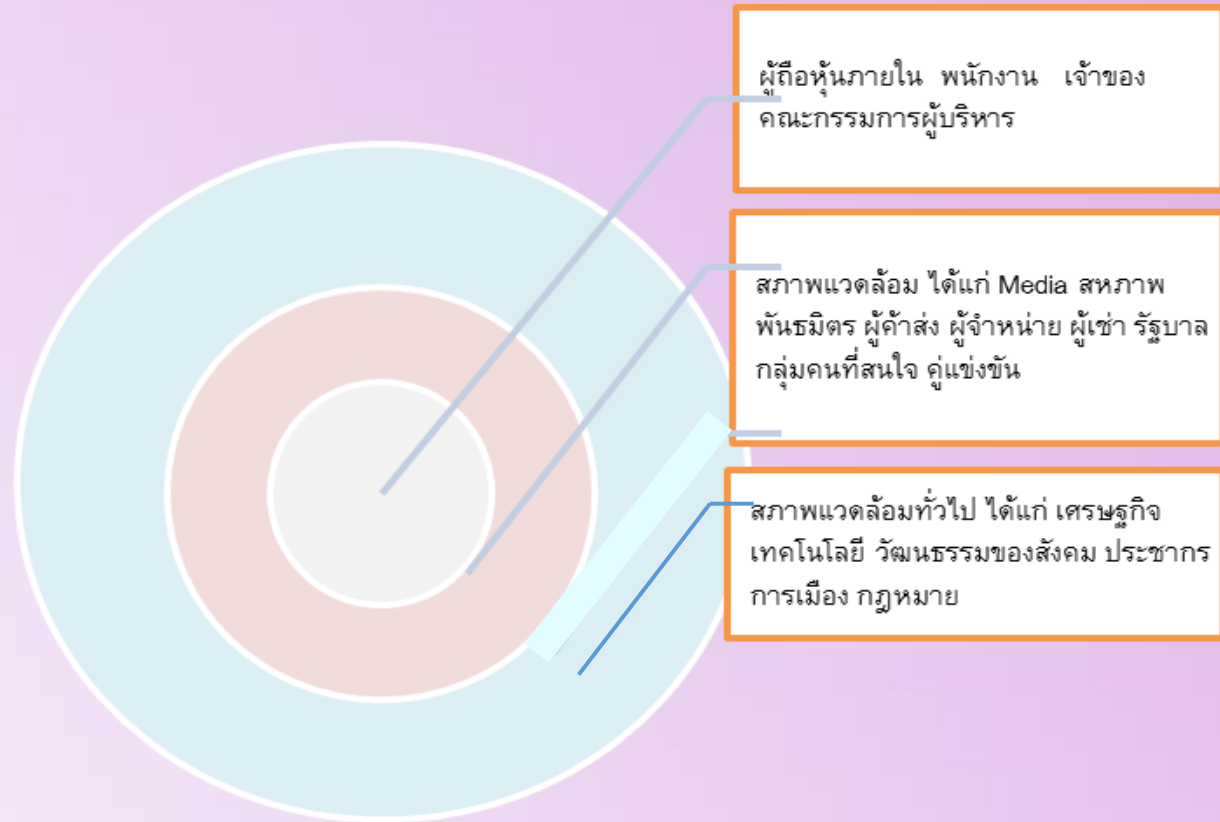 ผู้ถือหุ้นภายใน พนักงาน เจ้าของ
คณะกรรมการผู้บริหาร
สภาพแวดล้อม ได้แก่ Media สหภาพ
พันธมิตร ผู้ค้าส่ง ผู้จำหน่าย ผู้เช่า รัฐบาล
กลุ่มคนที่สนใจ คู่แข่งขัน
สภาพแวดล้อมทั่วไป ได้แก่ เศรษฐกิจ
เทคโนโลยี วัฒนธรรมของสังคม ประชากร
การเมือง กฎหมาย